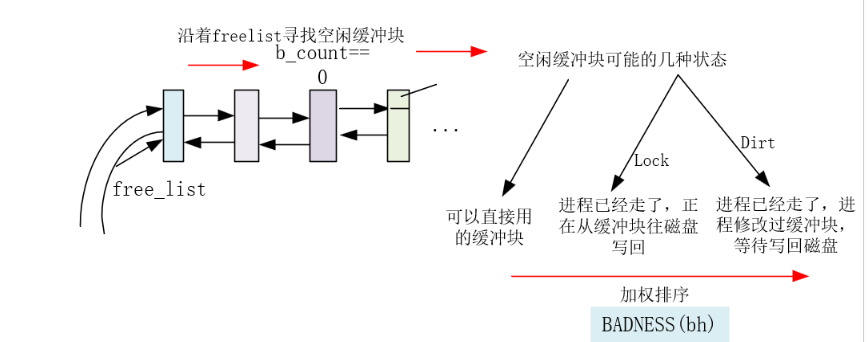 沿着freelist寻找空闲缓冲块
b_count==
0
空闲缓冲块可能的几种状态
...
free_list
Lock
Dirt
可以直接用
的缓冲块
进程已经走了，正
在从缓冲块往磁盘
写回
进程已经走了，进
程修改过缓冲块，
等待写回磁盘
加权排序
BADNESS(bh)